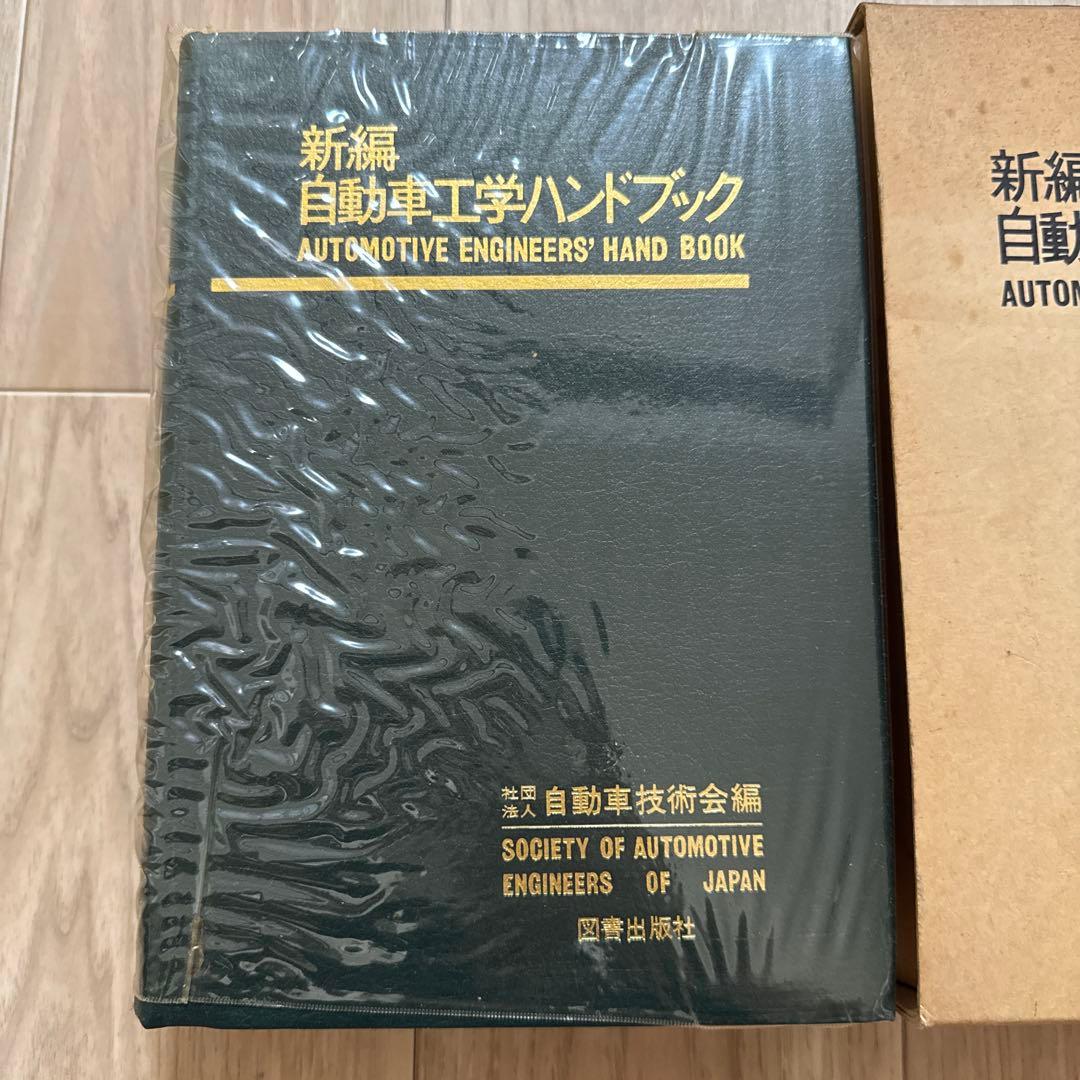 新編
自動車工学ハンドブック
AUTOMOTIVE ENGINEERS' HAND BOOK
社団
法人 自動車技術会編
SOCIETY OF AUTOMOTIVE
ENGINEERS OF JAPAN
図書出版社
新編
自動
AUTOM